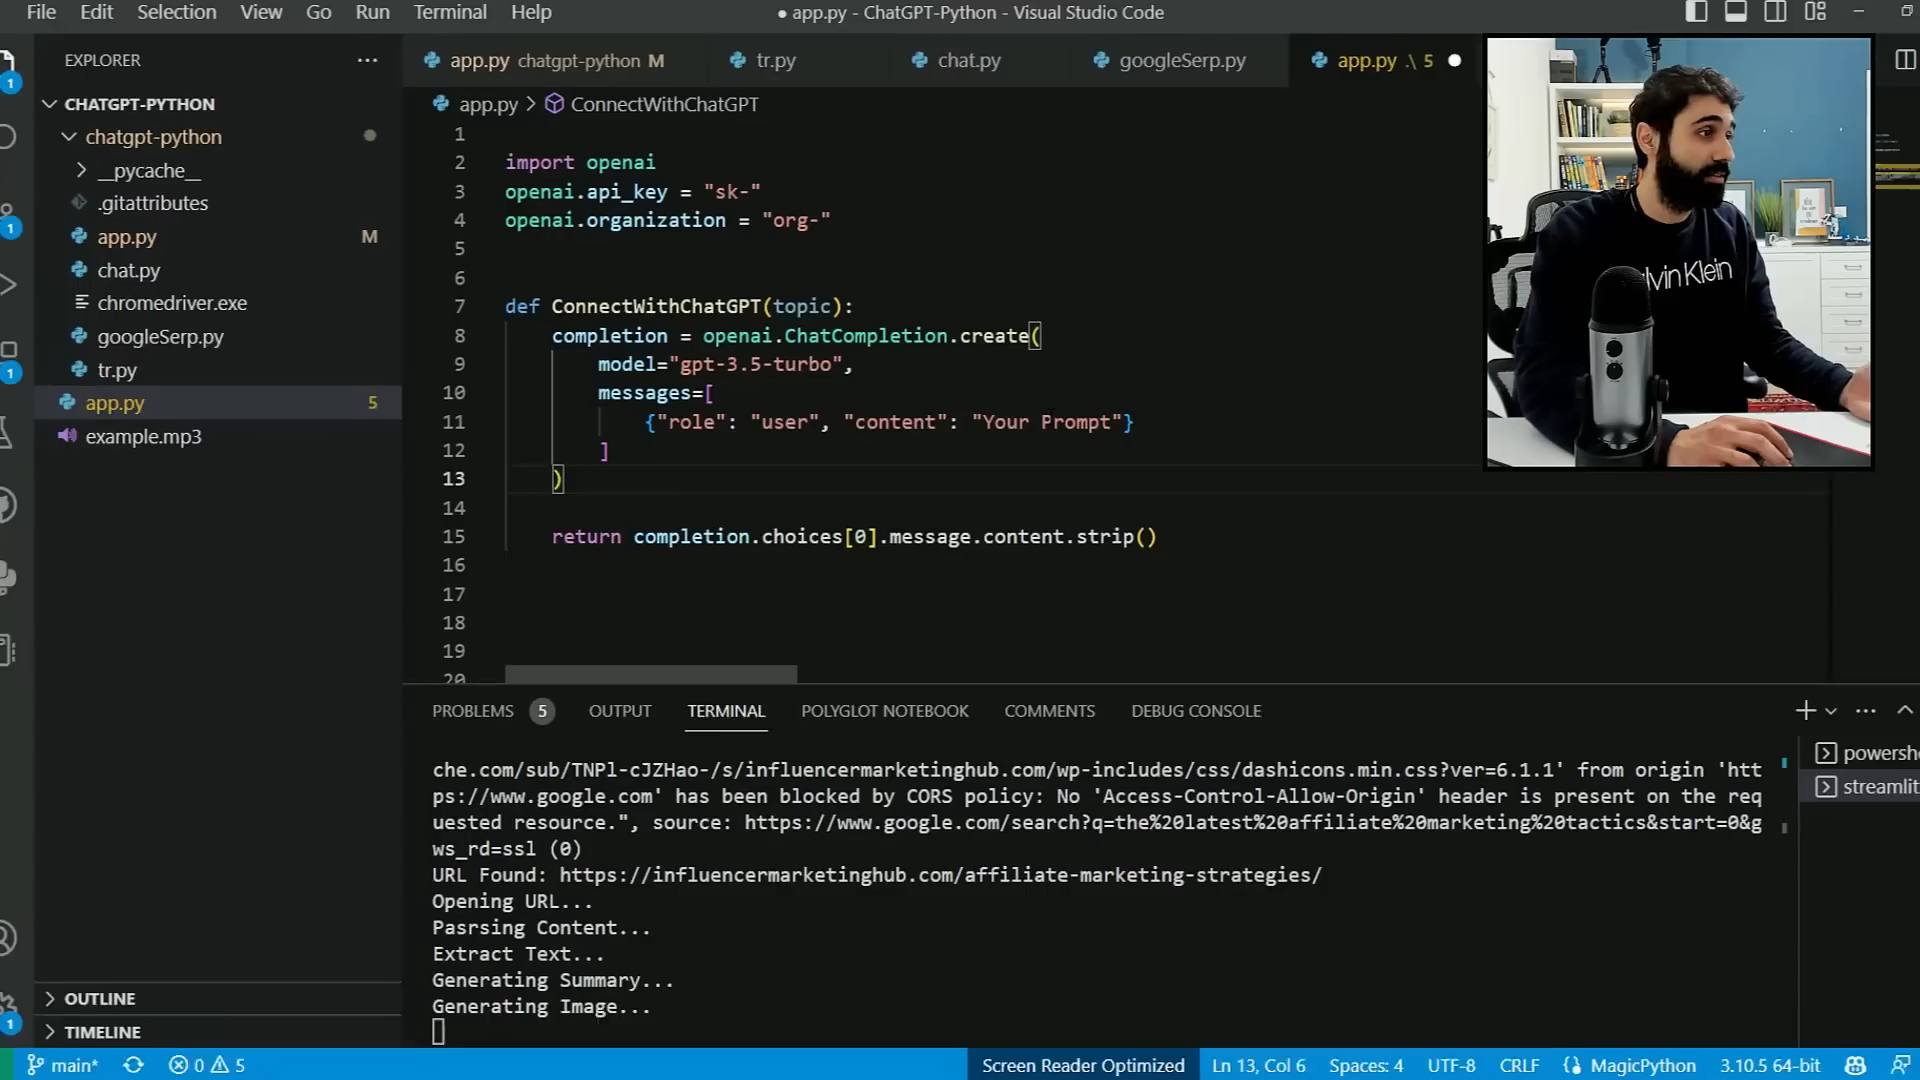 File Edit Selection View Go Run Terminal Help
● app.py - ChatGPT-Python - Visual Studio Code
EXPLORER ···
CHATGPT-PYTHON
chatgpt-python
__pycache__
.gitattributes
app.py M
chat.py
chromedriver.exe
googleSerp.py
tr.py
app.py 5
example.mp3
OUTLINE
TIMELINE
1
1
1
1
app.py chatgpt-python M tr.py chat.py googleSerp.py app.py .\ 5
app.py > ConnectWithChatGPT
1
2 import openai
3 openai.api_key = "sk-"
4 openai.organization = "org-"
5
6
7 def ConnectWithChatGPT(topic):
8 completion = openai.ChatCompletion.create(
9 model="gpt-3.5-turbo",
10 messages=[
11 {"role": "user", "content": "Your Prompt"}
12 ]
13 )
14
15 return completion.choices[0].message.content.strip()
16
17
18
19
20
alvin Klein
PROBLEMS 5 OUTPUT TERMINAL POLYGLOT NOTEBOOK COMMENTS DEBUG CONSOLE
che.com/sub/TNPl-cJZHao-/s/influencermarketinghub.com/wp-includes/css/dashicons.min.css?ver=6.1.1' from origin 'htt
ps://www.google.com' has been blocked by CORS policy: No 'Access-Control-Allow-Origin' header is present on the req
uested resource.", source: https://www.google.com/search?q=the%20latest%20affiliate%20marketing%20tactics&start=0&g
ws_rd=ssl (0)
URL Found: https://influencermarketinghub.com/affiliate-marketing-strategies/
Opening URL...
Pasrsing Content...
Extract Text...
Generating Summary...
Generating Image...
powershe
streamlit
main* 0 5 Screen Reader Optimized Ln 13, Col 6 Spaces: 4 UTF-8 CRLF MagicPython 3.10.5 64-bit